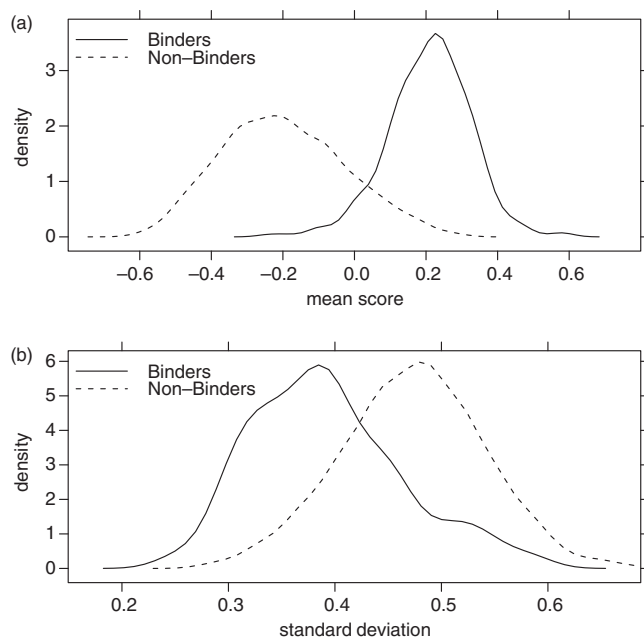 (a)
Binders
Non–Binders
density
3
2
1
0
–0.6 –0.4 –0.2 0.0 0.2 0.4 0.6
mean score
(b)
Binders
Non–Binders
density
6
5
4
3
2
1
0
0.2 0.3 0.4 0.5 0.6
standard deviation